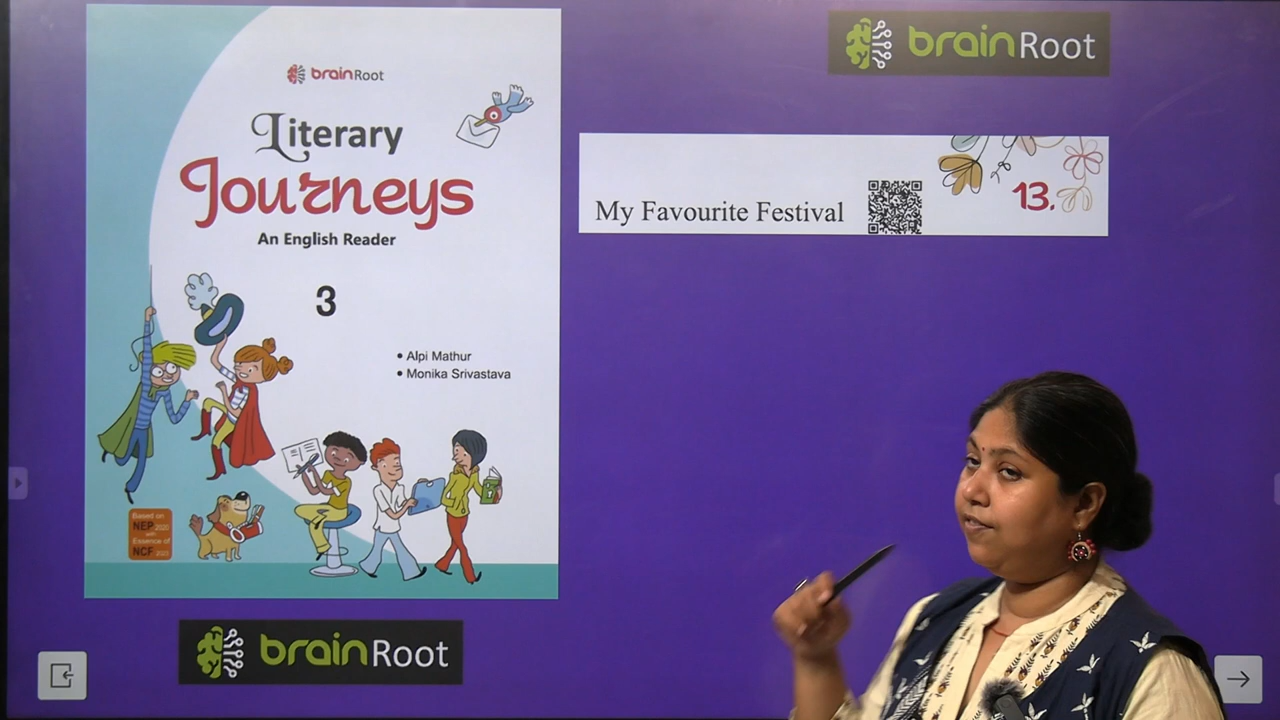 brainRoot
Literary
Journeys
An English Reader
3
• Alpi Mathur
• Monika Srivastava
Based on
NEP 2020
with
Essence of
NCF 2023
brainRoot
brainRoot
My Favourite Festival
13.